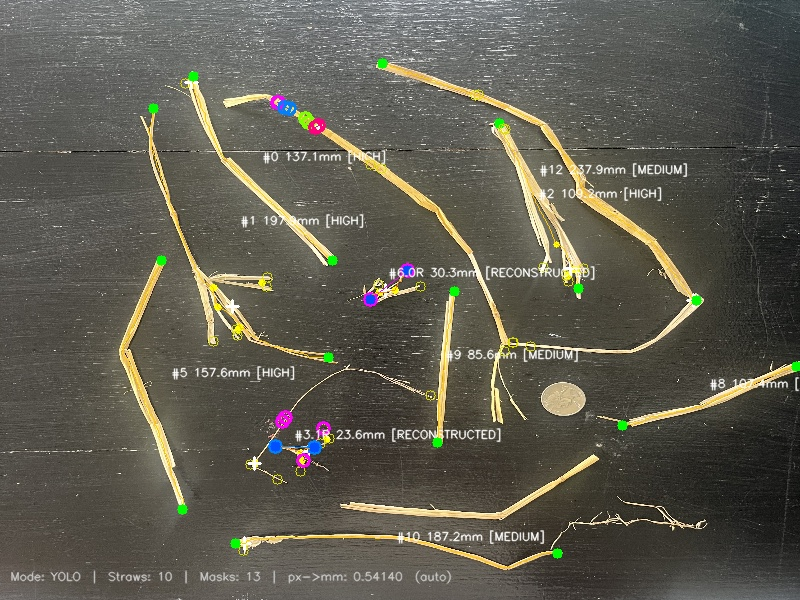 #0 137.1mm [HIGH]
#12 237.9mm [MEDIUM]
#2 109.2mm [HIGH]
#1 197. mm [HIGH]
#6.0R 30.3mm [RECONSTRUCTED]
#9 85.6mm [MEDIUM]
#5 157.6mm [HIGH]
#8 107.4mm [
#3.1R 23.6mm [RECONSTRUCTED]
#10 187.2mm [MEDIUM]
Mode: YOLO | Straws: 10 | Masks: 13 | px->mm: 0.54140 (auto)